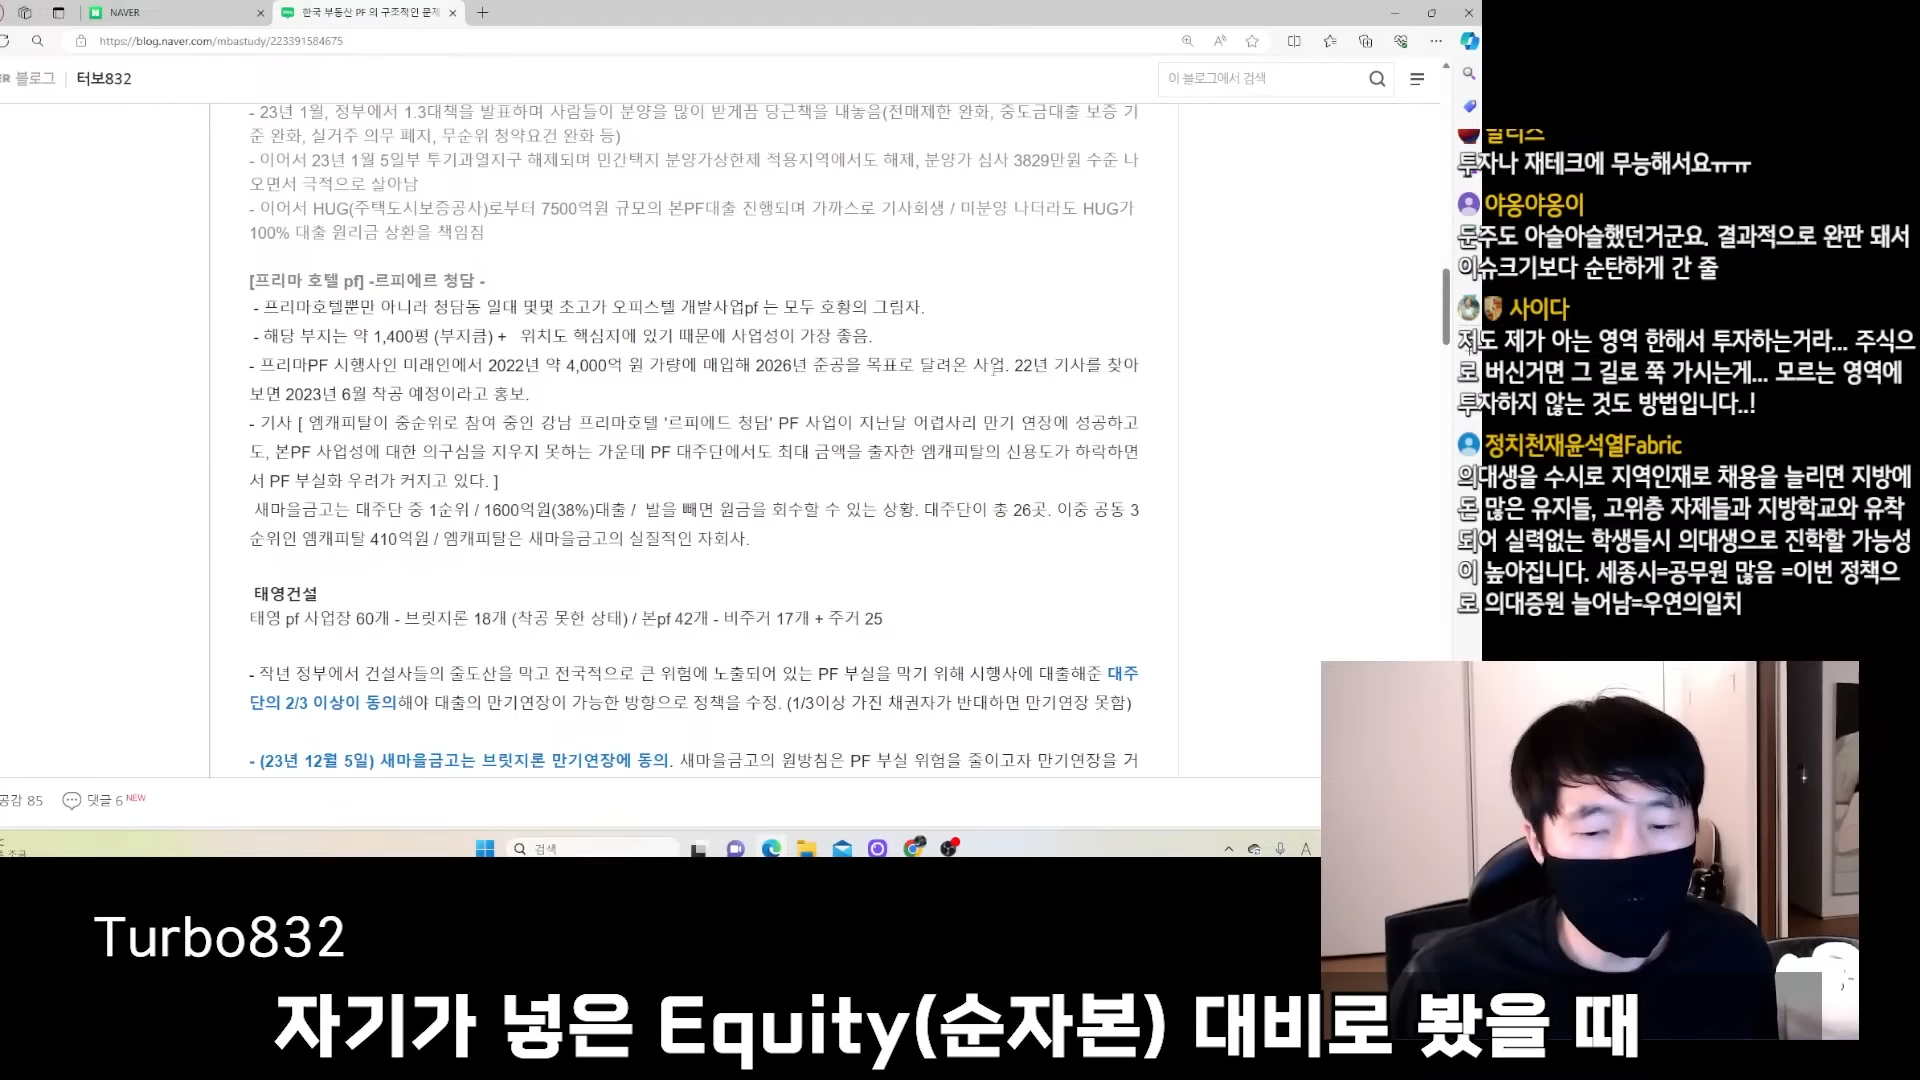 NAVER
한국 부동산 PF 의 구조적인 문제
https://blog.naver.com/mbastudy/223391584675
블로그 | 터보832
이 블로그에서 검색
- 23년 1월, 정부에서 1.3대책을 발표하며 사람들이 분양을 많이 받게끔 당근책을 내놓음(전매제한 완화, 중도금대출 보증 기
준 완화, 실거주 의무 폐지, 무순위 청약요건 완화 등)
- 이어서 23년 1월 5일부 투기과열지구 해제되며 민간택지 분양가상한제 적용지역에서도 해제, 분양가 심사 3829만원 수준 나
오면서 극적으로 살아남
- 이어서 HUG(주택도시보증공사)로부터 7500억원 규모의 본PF대출 진행되며 가까스로 기사회생 / 미분양 나더라도 HUG가
100% 대출 원리금 상환을 책임짐
[프리마 호텔 pf] -르피에르 청담 -
- 프리마호텔뿐만 아니라 청담동 일대 몇몇 초고가 오피스텔 개발사업pf 는 모두 호황의 그림자.
- 해당 부지는 약 1,400평 (부지큼) + 위치도 핵심지에 있기 때문에 사업성이 가장 좋음.
- 프리마PF 시행사인 미래인에서 2022년 약 4,000억 원 가량에 매입해 2026년 준공을 목표로 달려온 사업. 22년 기사를 찾아
보면 2023년 6월 착공 예정이라고 홍보.
- 기사 [ 엠캐피탈이 중순위로 참여 중인 강남 프리마호텔 '르피에드 청담' PF 사업이 지난달 어렵사리 만기 연장에 성공하고
도, 본PF 사업성에 대한 의구심을 지우지 못하는 가운데 PF 대주단에서도 최대 금액을 출자한 엠캐피탈의 신용도가 하락하면
서 PF 부실화 우려가 커지고 있다. ]
새마을금고는 대주단 중 1순위 / 1600억원(38%)대출 / 발을 빼면 원금을 회수할 수 있는 상황. 대주단이 총 26곳. 이중 공동 3
순위인 엠캐피탈 410억원 / 엠캐피탈은 새마을금고의 실질적인 자회사.
태영건설
태영 pf 사업장 60개 - 브릿지론 18개 (착공 못한 상태) / 본pf 42개 - 비주거 17개 + 주거 25
- 작년 정부에서 건설사들의 줄도산을 막고 전국적으로 큰 위험에 노출되어 있는 PF 부실을 막기 위해 시행사에 대출해준 대주
단의 2/3 이상이 동의해야 대출의 만기연장이 가능한 방향으로 정책을 수정. (1/3이상 가진 채권자가 반대하면 만기연장 못함)
- (23년 12월 5일) 새마을금고는 브릿지론 만기연장에 동의. 새마을금고의 원방침은 PF 부실 위험을 줄이고자 만기연장을 거
공감 85 댓글 6 NEW
검색
투자나 재테크에 무능해서요ㅠㅠ
야옹야옹이
둔주도 아슬아슬했던거군요. 결과적으로 완판 돼서
이슈크기보다 순탄하게 간 줄
사이다
저도 제가 아는 영역 한해서 투자하는거라... 주식으
로 버신거면 그 길로 쭉 가시는게... 모르는 영역에
투자하지 않는 것도 방법입니다..!
정치천재윤석열Fabric
의대생을 수시로 지역인재로 채용을 늘리면 지방에
돈 많은 유지들, 고위층 자제들과 지방학교와 유착
되어 실력없는 학생들시 의대생으로 진학할 가능성
이 높아집니다. 세종시=공무원 많음 =이번 정책으
로 의대증원 늘어남=우연의일치
Turbo832
자기가 넣은 Equity(순자본) 대비로 봤을 때